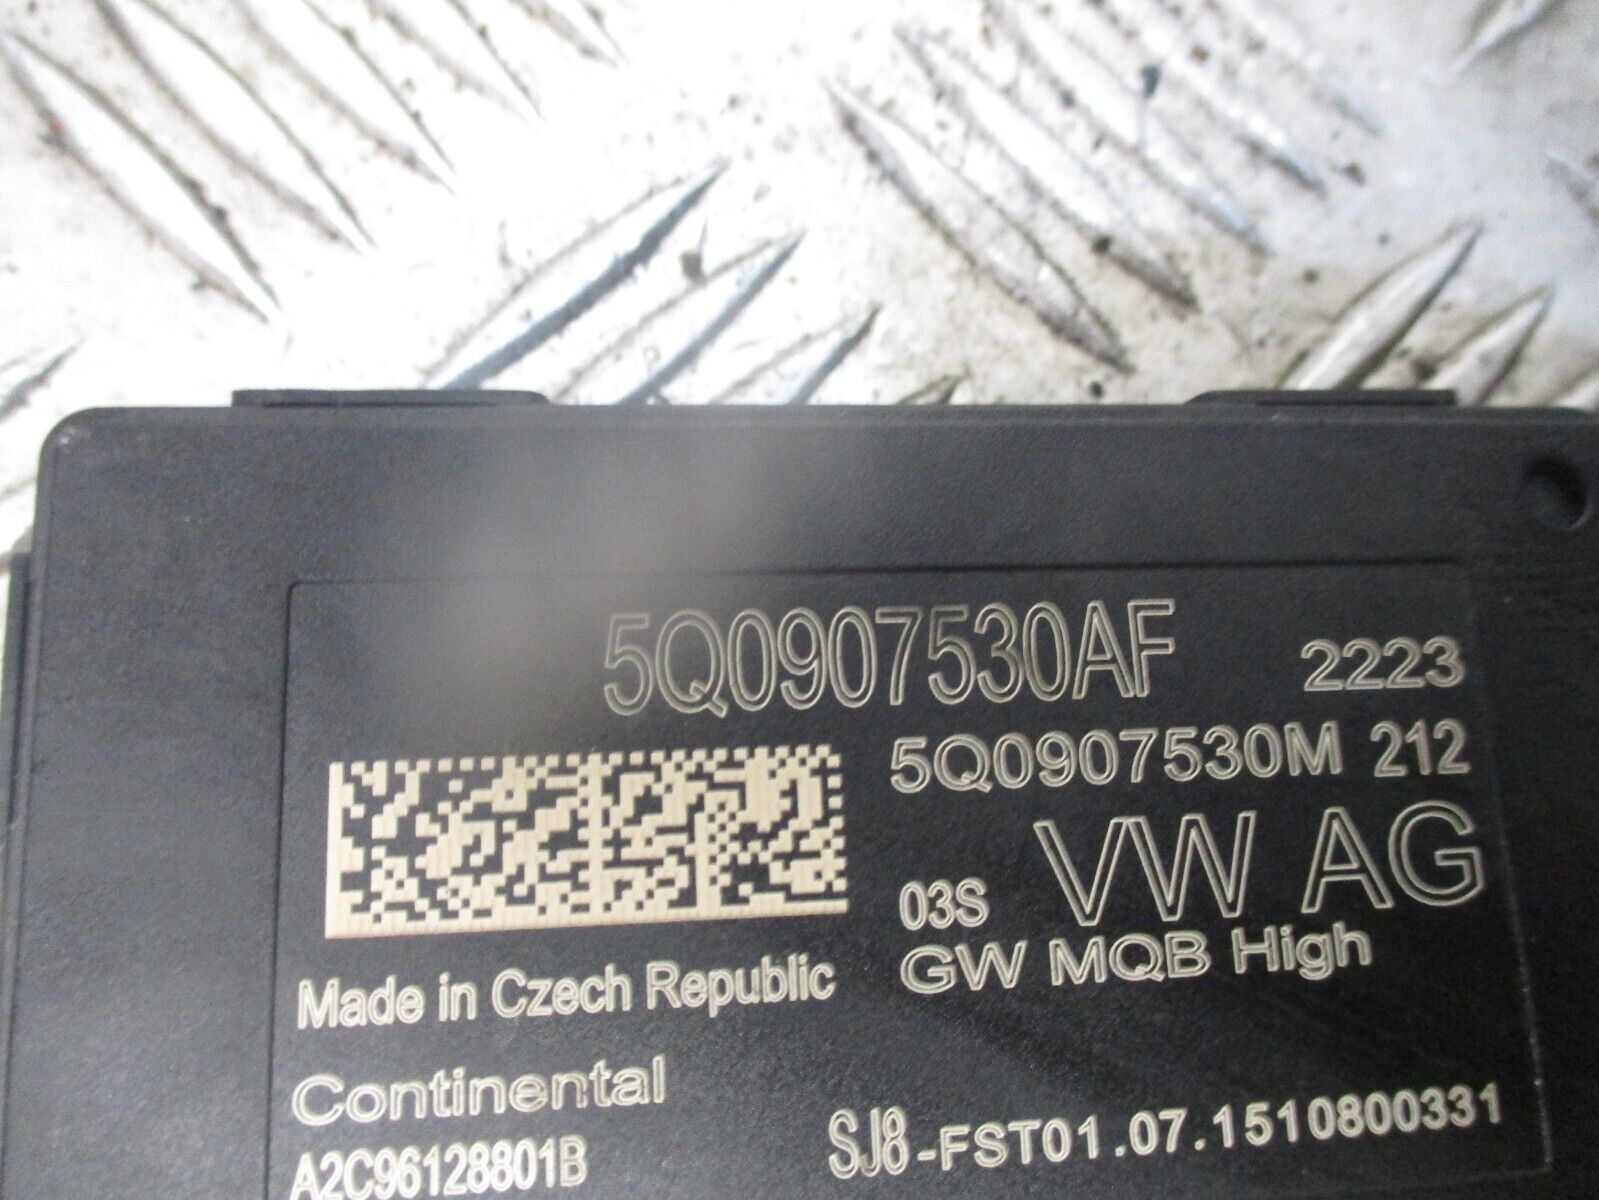 5Q0907530AF 2223
5Q0907530M 212
03S VW AG
GW MQB High
Made in Czech Republic
Continental
A2C96128801B
SJ8-FST01.07.1510800331